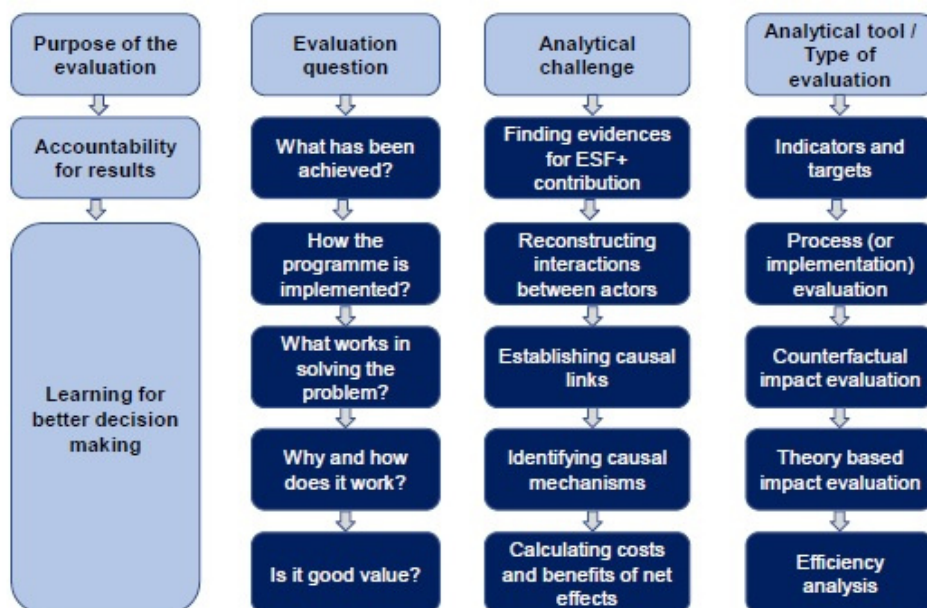 Purpose of the
evaluation
Evaluation
question
Analytical
challenge
Analytical tool /
Type of
evaluation
Accountability
for results
What has been
achieved?
Finding evidences
for ESF+
contribution
Indicators and
targets
Learning for
better decision
making
How the
programme is
implemented?
Reconstructing
interactions
between actors
Process (or
implementation)
evaluation
What works in
solving the
problem?
Establishing causal
links
Counterfactual
impact evaluation
Why and how
does it work?
Identifying causal
mechanisms
Theory based
impact evaluation
Is it good value?
Calculating costs
and benefits of net
effects
Efficiency
analysis